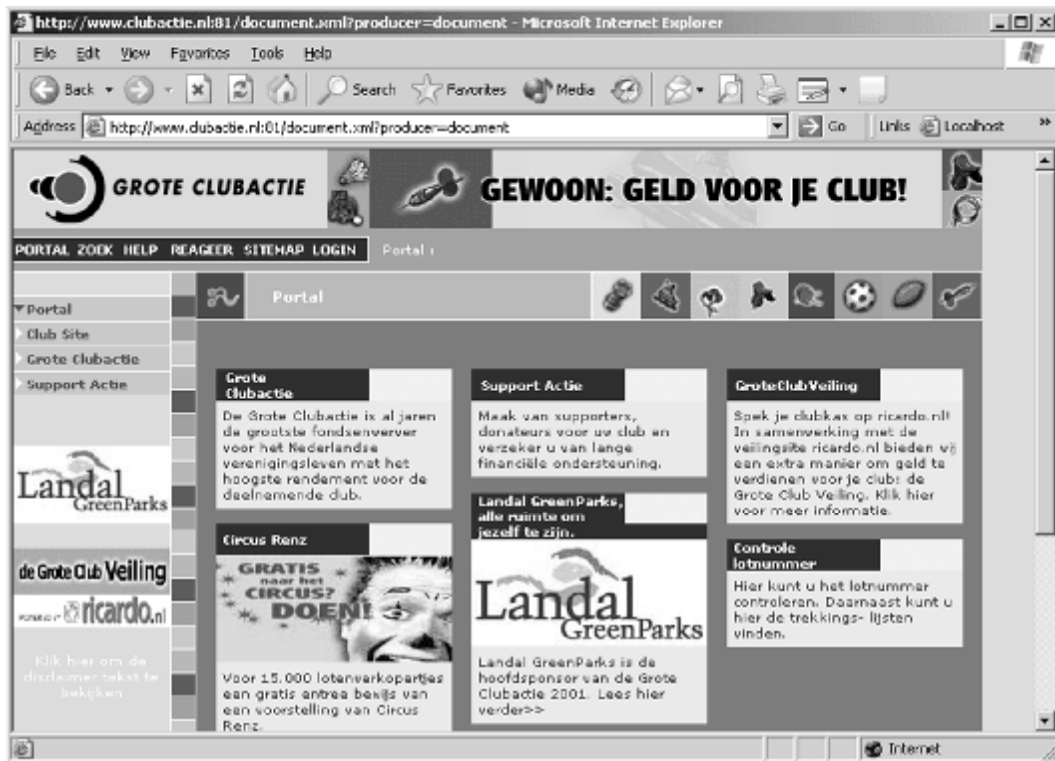 http://www.clubactie.nl:81/document.xml?producer=document - Microsoft Internet Explorer
File Edit View Favorites Tools Help
Back Search Favorites Media
Address http://www.clubactie.nl:81/document.xml?producer=document Go Links Localhost »
GROTE CLUBACTIE
GEWOON: GELD VOOR JE CLUB!
PORTAL ZOEK HELP REAGEER SITEMAP LOGIN Portal
Portal
Club Site
Grote Clubactie
Support Actie
Landal
GreenParks
de Grote Club Veiling
POWERED BY ricardo.nl
Klik hier om de
disclaimer tekst te
bekijken
Portal
Grote
Clubactie
De Grote Clubactie is al jaren
de grootste fondsenwerver
voor het Nederlandse
verenigingsleven met het
hoogste rendement voor de
deelnemende club.
Circus Renz
GRATIS
naar het
CIRCUS?
DOEN!
Voor 15.000 lotenverkopertjes
een gratis entree bewijs van
een voorstelling van Circus
Renz.
Support Actie
Maak van supporters,
donateurs voor uw club en
verzeker u van lange
financiële ondersteuning.
Landal GreenParks,
alle ruimte om
jezelf te zijn.
Landal
GreenParks
Landal GreenParks is de
hoofdsponsor van de Grote
Clubactie 2001. Lees hier
verder>>
GroteClubVeiling
Spek je clubkas op ricardo.nl!
In samenwerking met de
veilingsite ricardo.nl bieden wij
een extra manier om geld te
verdienen voor je club: de
Grote Club Veiling. Klik hier
voor meer informatie.
Controle
lotnummer
Hier kunt u het lotnummer
controleren. Daarnaast kunt u
hier de trekkings- lijsten
vinden.
Internet